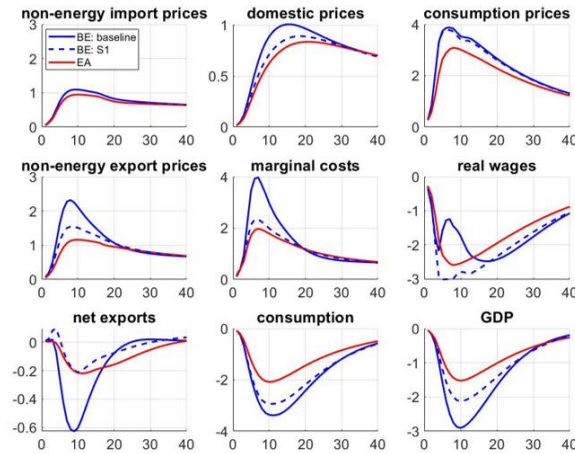 non-energy import prices
3
2
1
0
0 10 20 30 40
BE: baseline
BE: S1
EA
domestic prices
1
0.5
0
0 10 20 30 40
consumption prices
4
3
2
1
0
0 10 20 30 40
non-energy export prices
3
2
1
0
0 10 20 30 40
marginal costs
4
2
0
0 10 20 30 40
real wages
0
-1
-2
-3
0 10 20 30 40
net exports
0
-0.2
-0.4
-0.6
0 10 20 30 40
consumption
0
-2
-4
0 10 20 30 40
GDP
0
-1
-2
-3
0 10 20 30 40